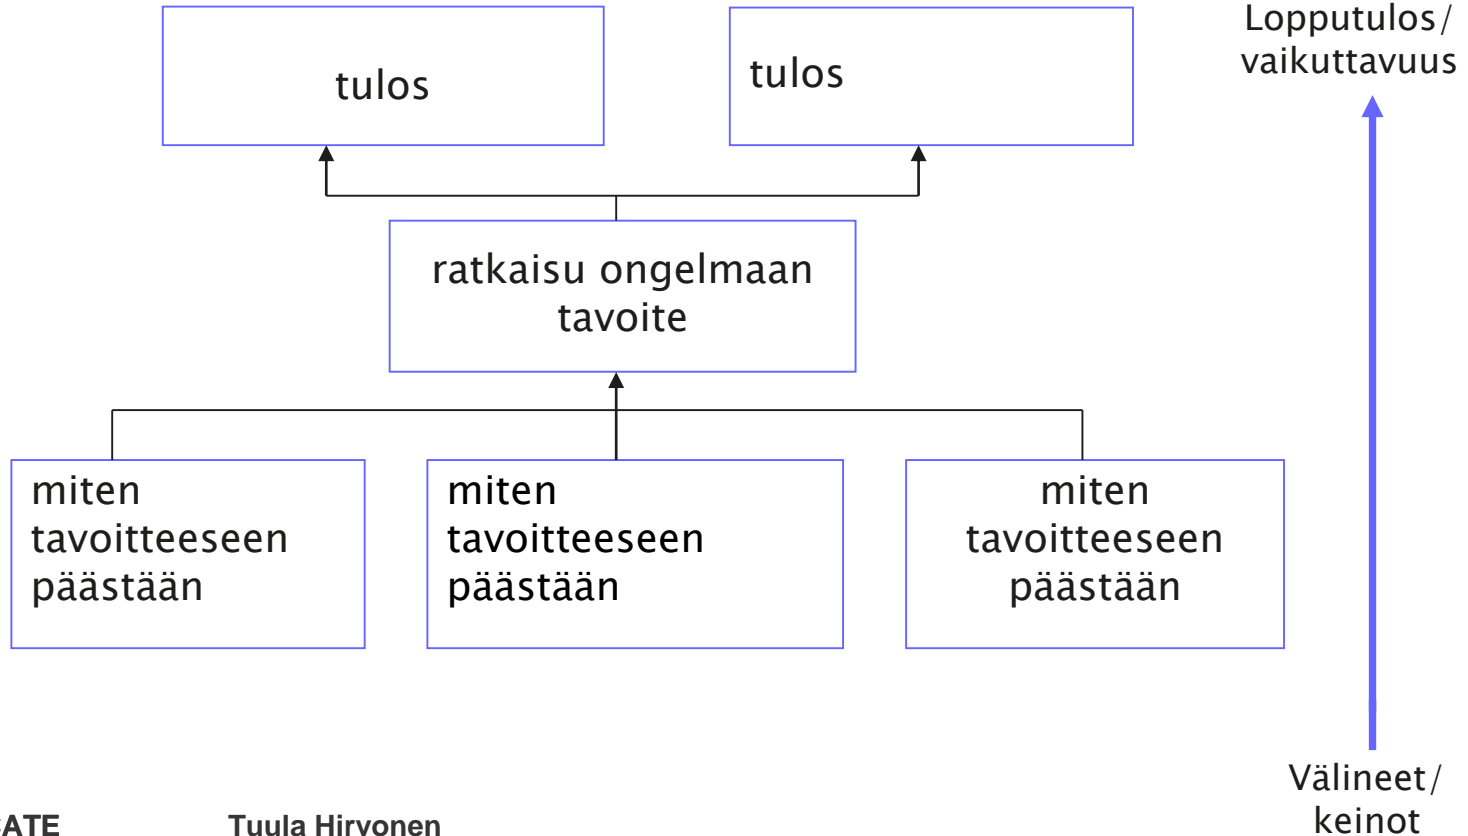 Lopputulos/
vaikuttavuus
tulos
tulos
ratkaisu ongelmaan
tavoite
miten
tavoitteeseen
päästään
miten
tavoitteeseen
päästään
miten
tavoitteeseen
päästään
Välineet/
keinot
Tuula Hirvonen